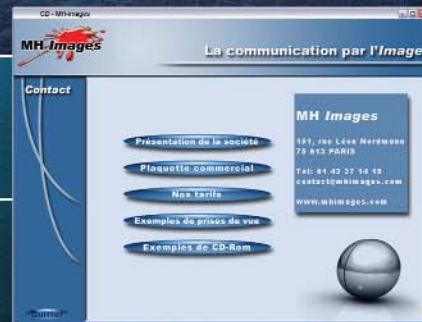 CD - MH-Images
MH Images
La communication par l'Image
Contact
Présentation de la société
Plaquette commercial
Nos tarifs
Exemples de prises de vue
Exemples de CD-Rom
MH Images
151, rue Léon
75 013 PARIS
Tel: 01 43 37 14 18
contact@mhimages.com
www.mhimages.com